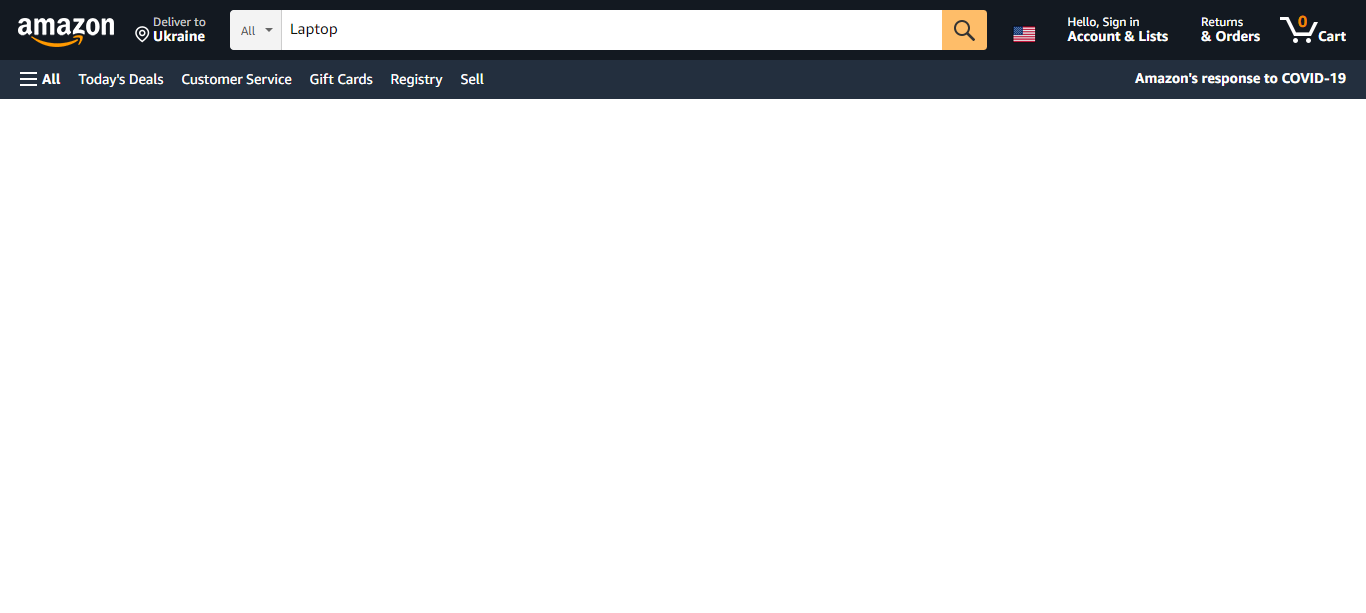 amazon
Deliver to
Ukraine
All
Laptop
Hello, Sign in
Account & Lists
Returns
& Orders
0
Cart
All
Today's Deals
Customer Service
Gift Cards
Registry
Sell
Amazon's response to COVID-19